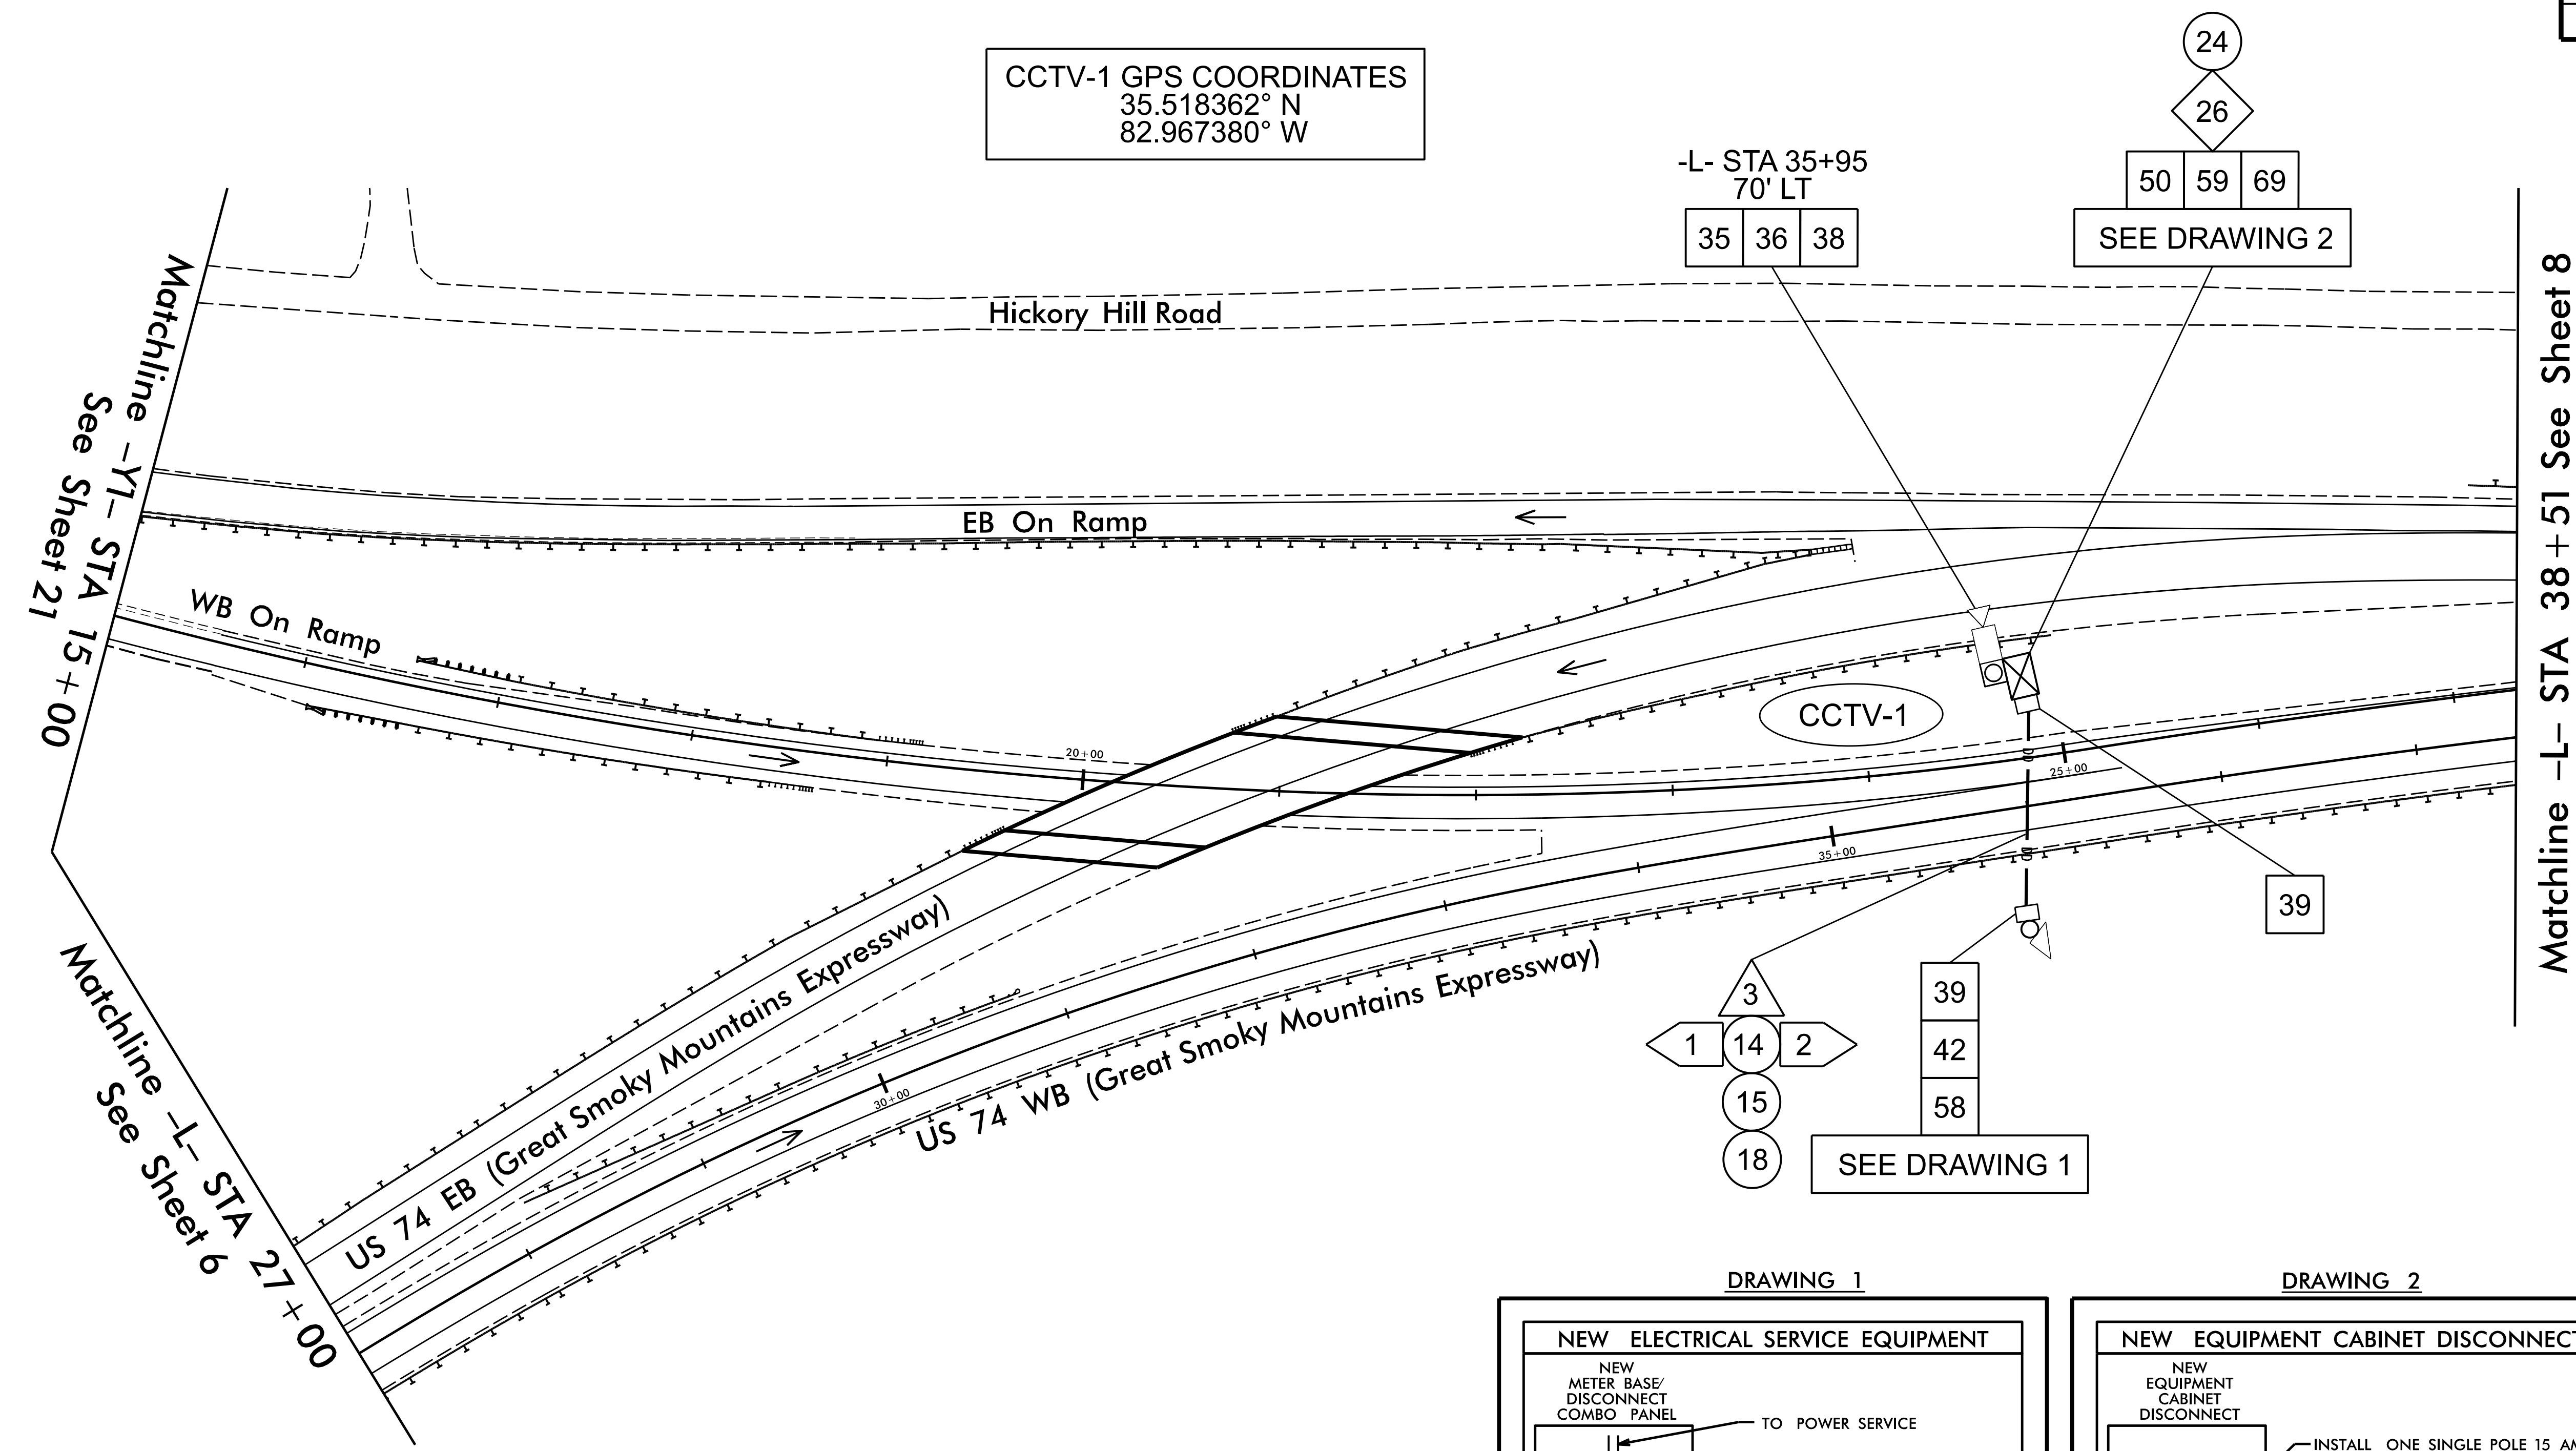 CCTV-1 GPS COORDINATES
35.518362° N
82.967380° W
24
26
50 59 69
SEE DRAWING 2
-L- STA 35+95
70' LT
35 36 38
Hickory Hill Road
Matchline -Y1- STA 15+00
See Sheet 21
EB On Ramp
WB On Ramp
Matchline -L- STA 38+51 See Sheet 8
CCTV-1
20+00
25+00
DD
35+00
DD
39
US 74 EB (Great Smoky Mountains Expressway)
30+00
US 74 WB (Great Smoky Mountains Expressway)
3
1 14 2
15
18
39
42
58
SEE DRAWING 1
Matchline -L- STA 27+00
See Sheet 6
DRAWING 1
NEW ELECTRICAL SERVICE EQUIPMENT
NEW
METER BASE/
DISCONNECT
COMBO PANEL
TO POWER SERVICE
DRAWING 2
NEW EQUIPMENT CABINET DISCONNECT
NEW
EQUIPMENT
CABINET
DISCONNECT
INSTALL ONE SINGLE POLE 15 AM